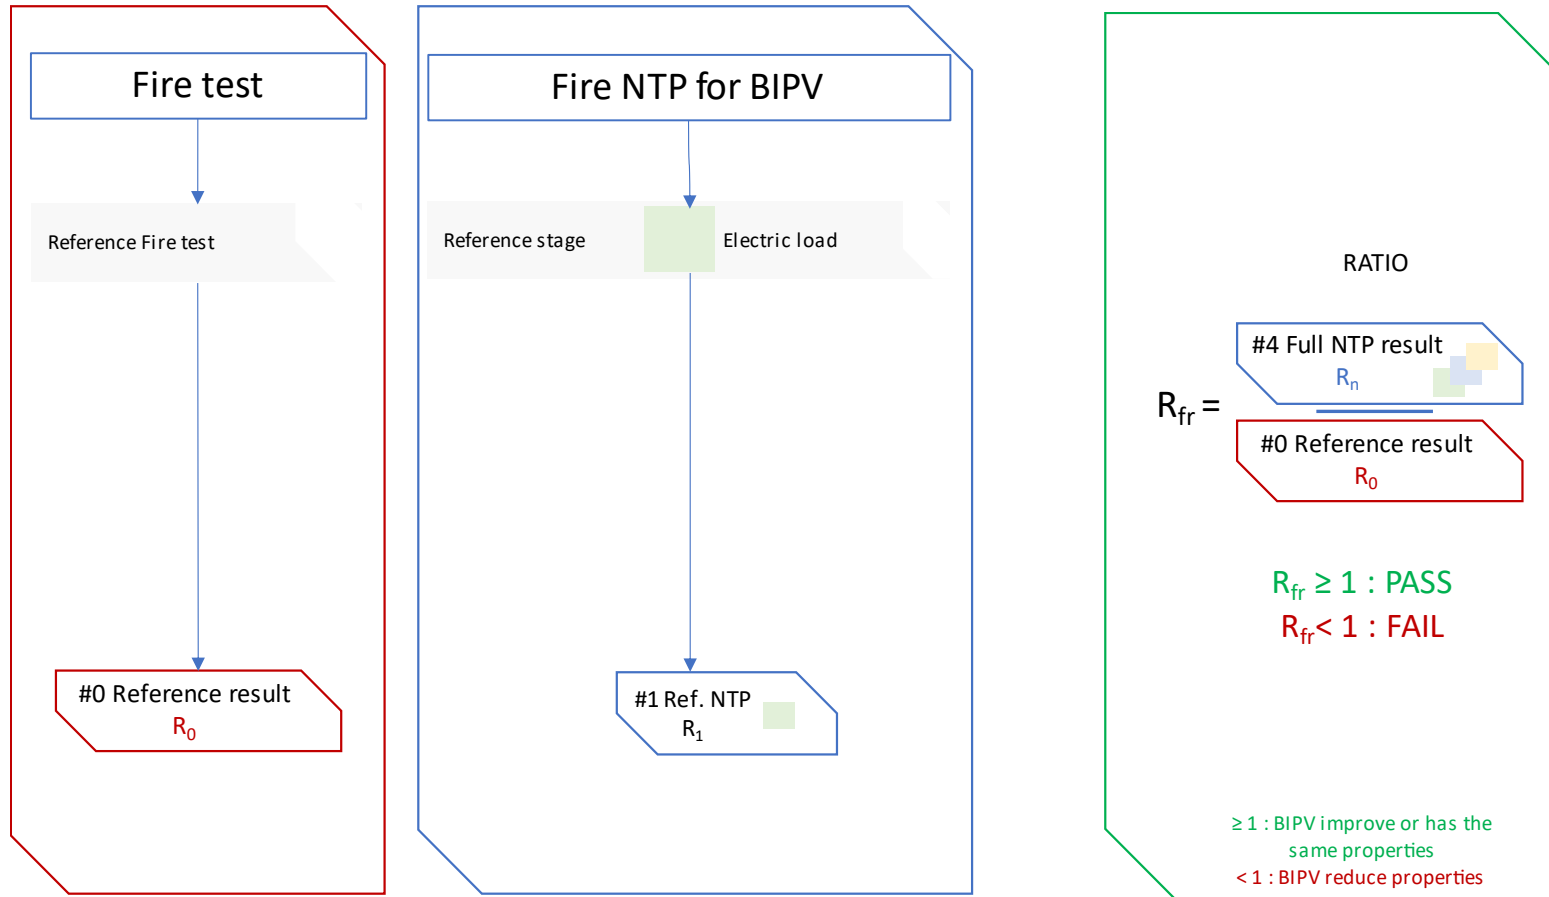 Fire test
Reference Fire test
#0 Reference result
R0
Fire NTP for BIPV
Reference stage
Electric load
#1 Ref. NTP
R1
RATIO
#4 Full NTP result
Rn
Rfr =
#0 Reference result
R0
Rfr ≥ 1 : PASS
Rfr< 1 : FAIL
≥ 1 : BIPV improve or has the
same properties
< 1 : BIPV reduce properties